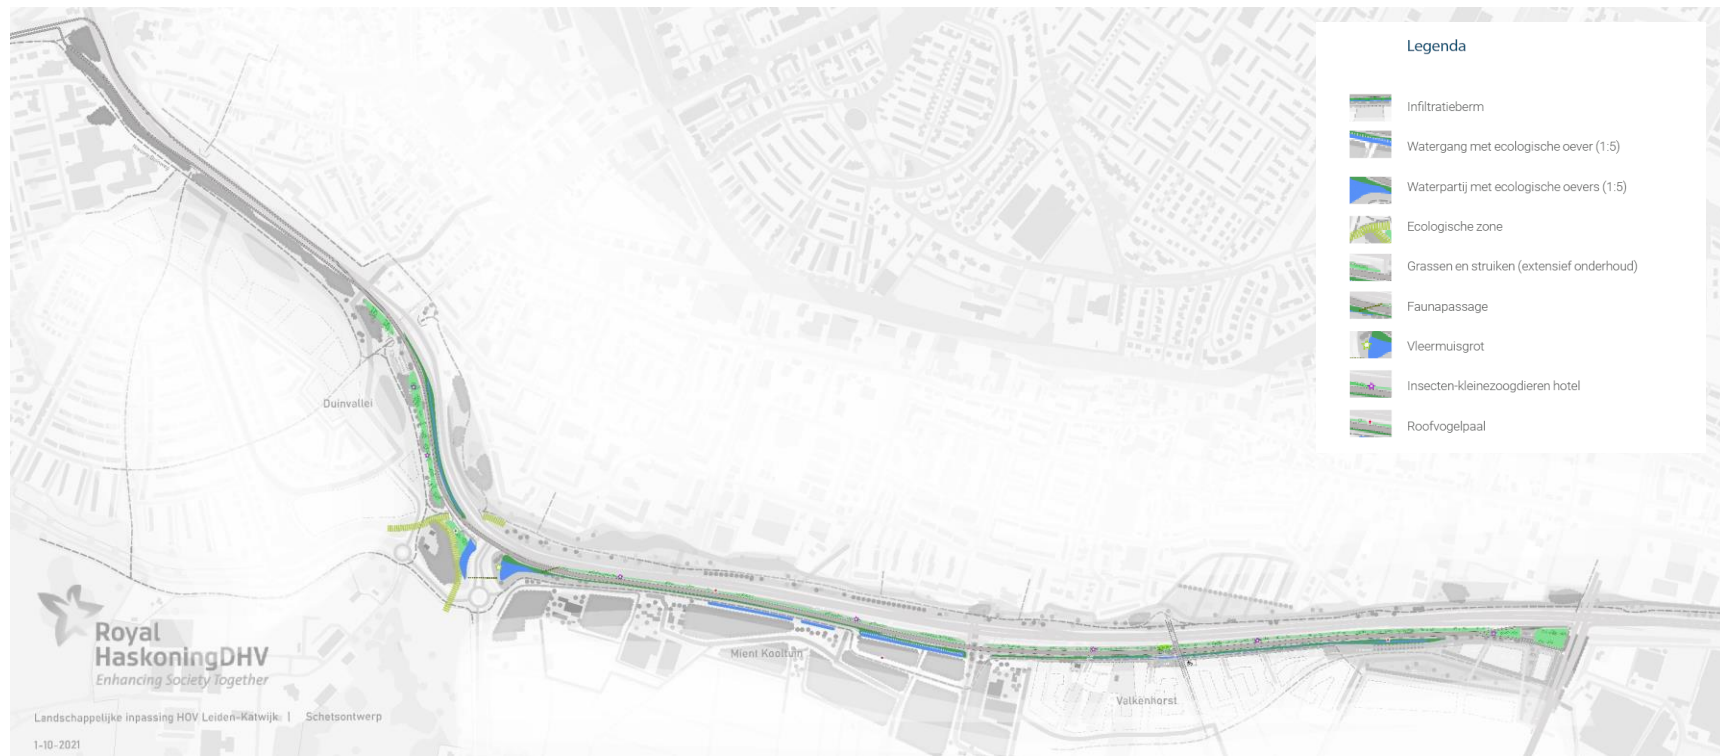 Legenda
Infiltratieberm
Watergang met ecologische oever (1:5)
Waterpartij met ecologische oevers (1:5)
Ecologische zone
Grassen en struiken (extensief onderhoud)
Faunapassage
Vleermuisgrot
Insecten-kleinezoogdieren hotel
Roofvogelpaal
Duinvallei
Mient Kooltuin
Valkenhorst
Royal
HaskoningDHV
Enhancing Society Together
Landschappelijke inpassing HOV Leiden-Katwijk | Schetsontwerp
1-10-2021